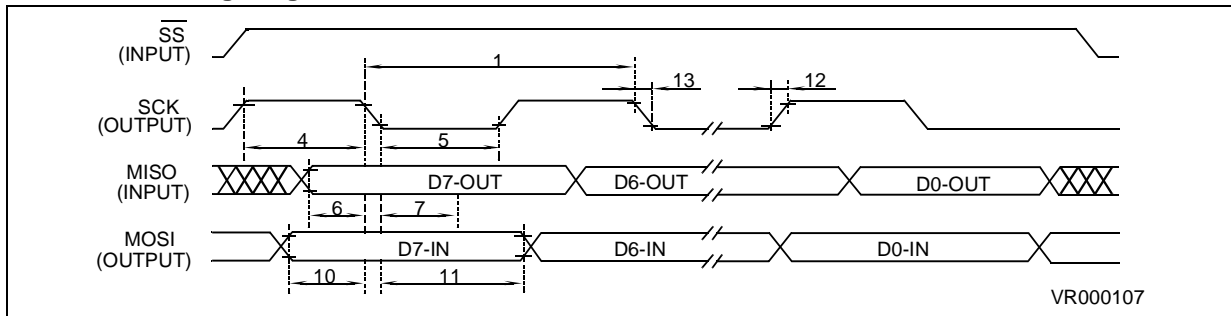 SS
(INPUT)
1
13
12
SCK
(OUTPUT)
4
5
MISO
(INPUT)
D7-OUT
D6-OUT
D0-OUT
6
7
MOSI
(OUTPUT)
D7-IN
D6-IN
D0-IN
10
11
VR000107